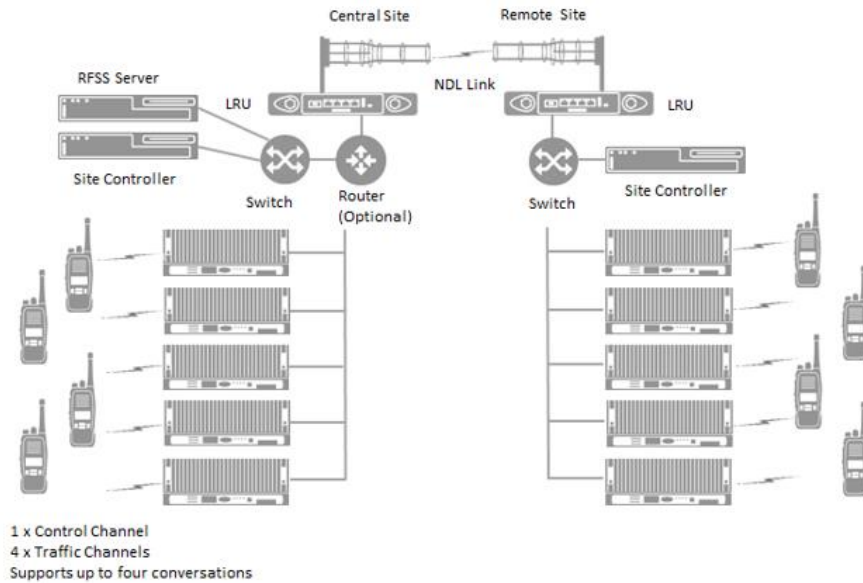 Central Site
Remote Site
RFSS Server
LRU
NDL Link
LRU
Site Controller
Switch
Router
(Optional)
Switch
Site Controller
1 x Control Channel
4 x Traffic Channels
Supports up to four conversations